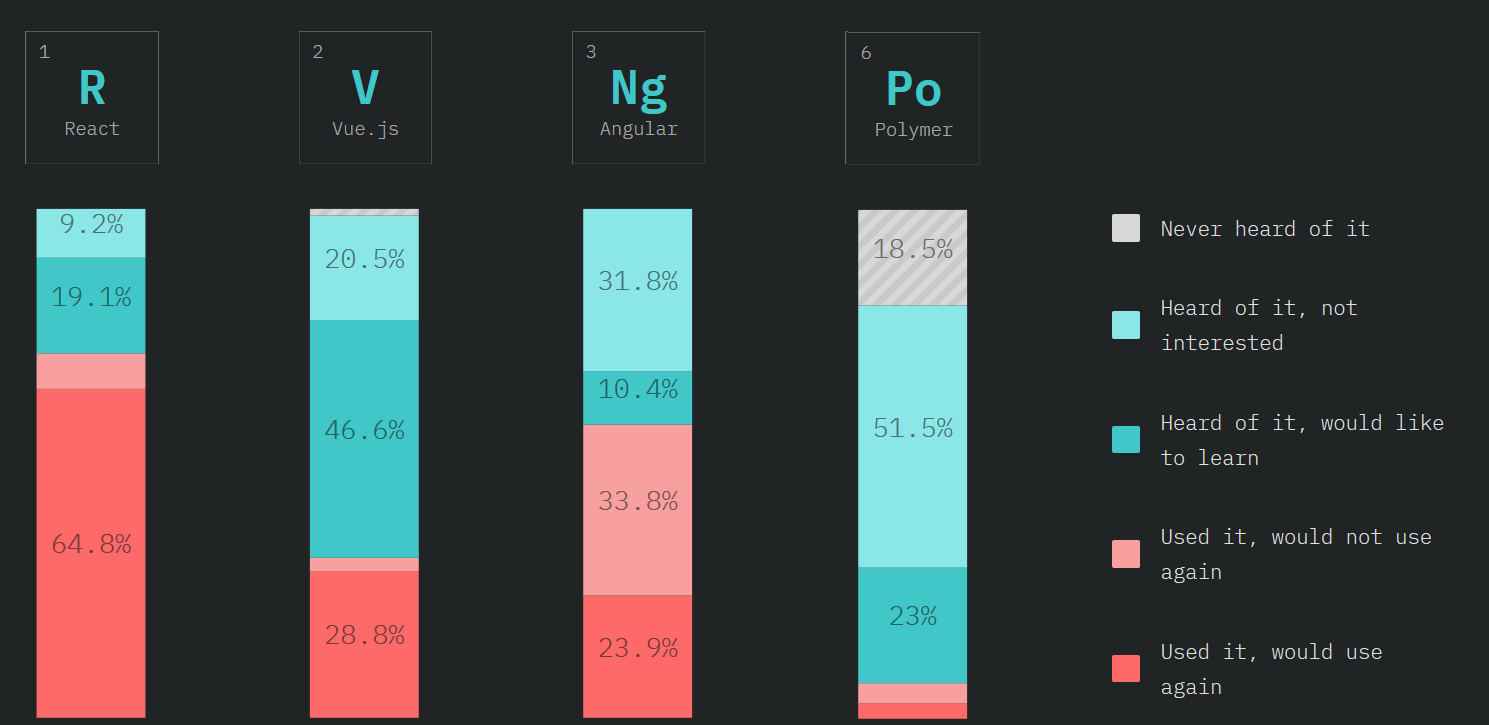 1
R
React
2
V
Vue.js
3
Ng
Angular
6
Po
Polymer
9.2%
19.1%
64.8%
20.5%
46.6%
28.8%
31.8%
10.4%
33.8%
23.9%
18.5%
51.5%
23%
Never heard of it
Heard of it, not
interested
Heard of it, would like
to learn
Used it, would not use
again
Used it, would use
again